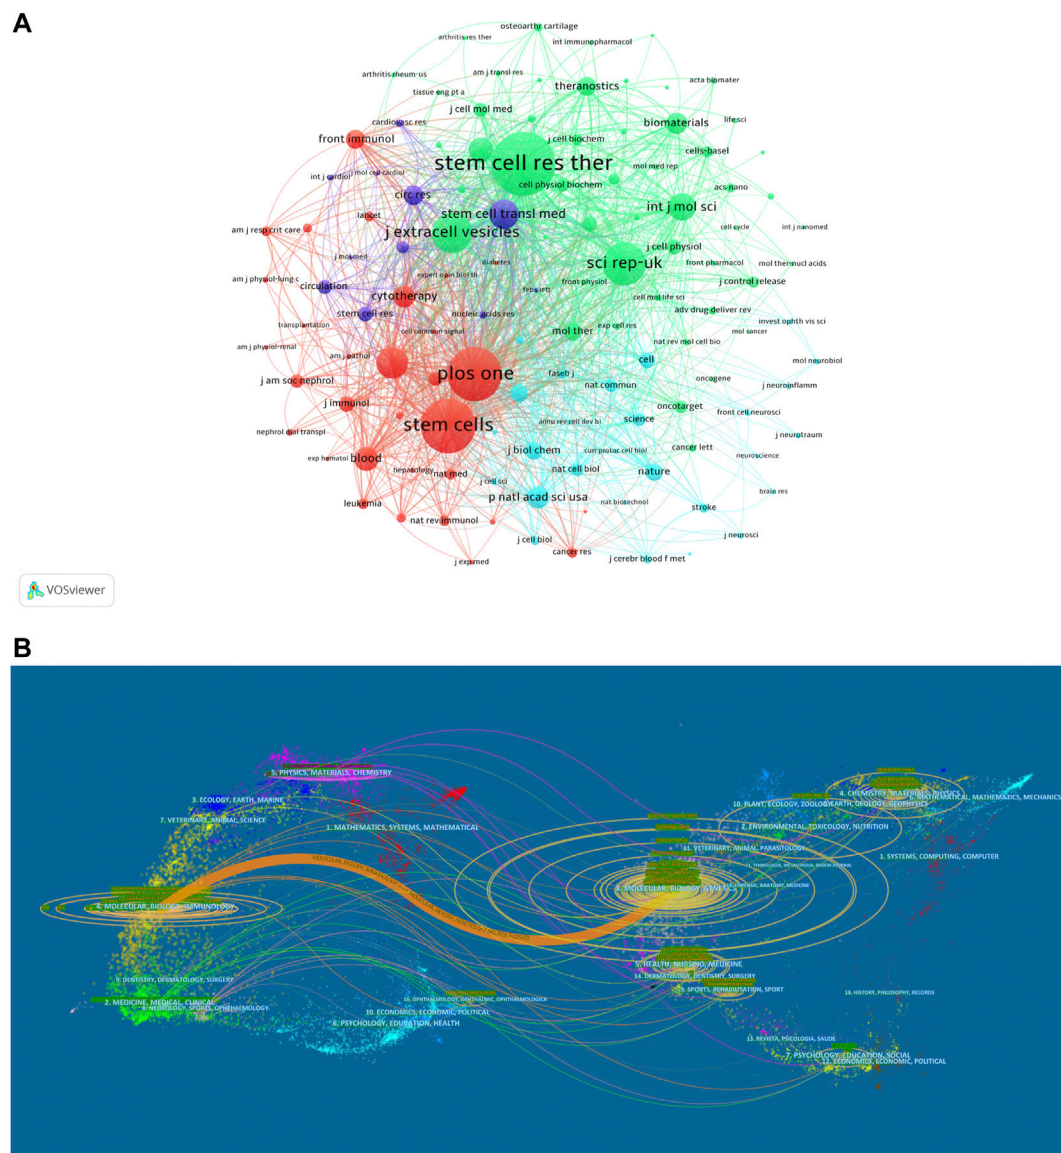 A
osteoarthr cartilage
arthritis res ther
int immunopharmacol
arthritis rheum-us
am j transl res
theranostics
acta biomater
tissue eng pt a
j cell mol med
cardiovasc res
biomaterials
life sci
front immunol
j cell biochem
stem cell res ther
cells-basel
mol med rep
int j cardiol
j mol cell cardiol
cell physiol biochem
acs nano
circ res
int j mol sci
lancet
stem cell transl med
am j resp crit care
j extracell vesicles
cell cycle
int j nanomed
j cell physiol
j mol med
diabetes
sci rep-uk
front pharmacol
mol ther-nucl acids
am j physiol-lung c
expert opin biol th
front physiol
j control release
circulation
cytotherapy
febs lett
cell mol life sci
stem cell res
nucleic acids res
adv drug deliver rev
transplantation
cell commun signal
mol ther
exp cell res
invest ophth vis sci
mol cancer
am j physiol-renal
am j pathol
nat rev mol cell bio
cell
mol neurobiol
j am soc nephrol
plos one
faseb j
nat commun
oncogene
j neuroinflamm
j immunol
oncotarget
front cell neurosci
stem cells
annu rev cell dev bi
science
nephrol dial transpl
j neurotraum
exp hematol
blood
j biol chem
curr protoc cell biol
cancer lett
neuroscience
hepatology
nat med
j cell sci
nat cell biol
nature
brain res
leukemia
p natl acad sci usa
nat biotechnol
stroke
nat rev immunol
j cell biol
j neurosci
j exp med
cancer res
j cerebr blood f met
VOSviewer
B
5. PHYSICS, MATERIALS, CHEMISTRY
3. ECOLOGY, EARTH, MARINE
7. VETERINARY, ANIMAL, SCIENCE
1. MATHEMATICS, SYSTEMS, MATHEMATICAL
4. MOLECULAR, BIOLOGY, IMMUNOLOGY
9. DENTISTRY, DERMATOLOGY, SURGERY
2. MEDICINE, MEDICAL, CLINICAL
8. NEUROLOGY, SPORTS, OPHTHALMOLOGY
16. OPHTHALMOLOGY, OPHTHALMIC, OPHTHALMOLOGICA
10. ECONOMICS, ECONOMIC, POLITICAL
6. PSYCHOLOGY, EDUCATION, HEALTH
4. CHEMISTRY, MATERIALS, PHYSICS
6. MATHEMATICAL, MATHEMATICS, MECHANICS
10. PLANT, ECOLOGY, ZOOLOGY
EARTH, GEOLOGY, GEOPHYSICS
2. ENVIRONMENTAL, TOXICOLOGY, NUTRITION
11. VETERINARY, ANIMAL, PARASITOLOGY
1. SYSTEMS, COMPUTING, COMPUTER
8. MOLECULAR, BIOLOGY, GENETICS
FORENSIC, ANATOMY, MEDICINE
5. HEALTH, NURSING, MEDICINE
14. DERMATOLOGY, DENTISTRY, SURGERY
9. SPORTS, REHABILITATION, SPORT
18. HISTORY, PHILOSOPHY, RECORDS
13. REVISTA, PSICOLOGIA, SAUDE
7. PSYCHOLOGY, EDUCATION, SOCIAL
12. ECONOMICS, ECONOMIC, POLITICAL